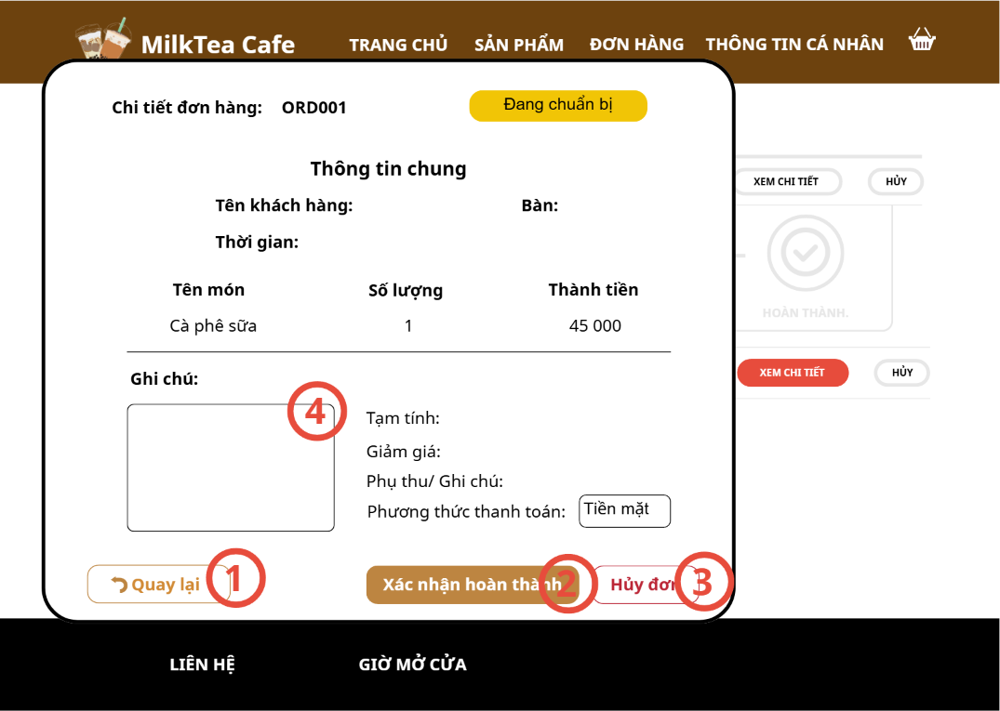 MilkTea Cafe TRANG CHỦ SẢN PHẨM ĐƠN HÀNG THÔNG TIN CÁ NHÂN
Chi tiết đơn hàng: ORD001 Đang chuẩn bị
Thông tin chung
XEM CHI TIẾT HỦY
Tên khách hàng: Bàn:
Thời gian:
Tên món Số lượng Thành tiền
HOÀN THÀNH.
Cà phê sữa 1 45 000
XEM CHI TIẾT HỦY
Ghi chú:
4
Tạm tính:
Giảm giá:
Phụ thu/ Ghi chú:
Phương thức thanh toán: Tiền mặt
Quay lại 1 Xác nhận hoàn thành 2 Hủy đơn 3
LIÊN HỆ GIỜ MỞ CỬA